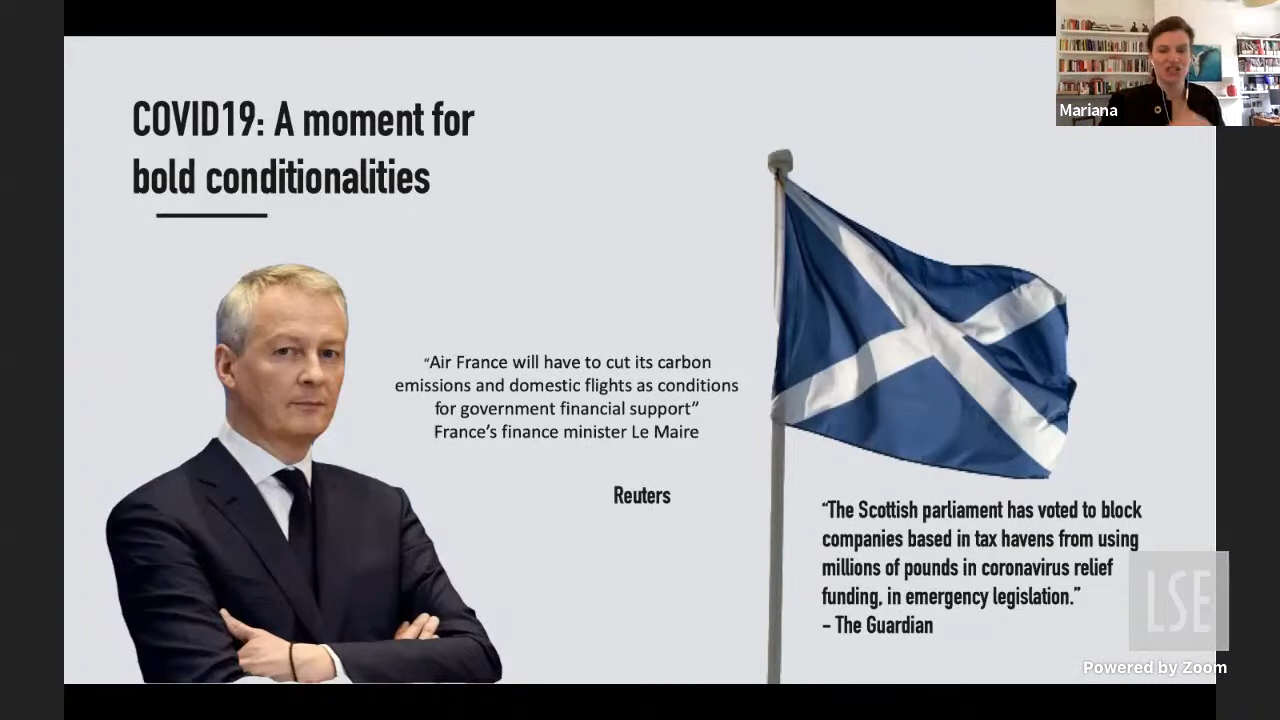 Mariana
COVID19: A moment for
bold conditionalities
“Air France will have to cut its carbon
emissions and domestic flights as conditions
for government financial support”
France’s finance minister Le Maire
Reuters
“The Scottish parliament has voted to block
companies based in tax havens from using
millions of pounds in coronavirus relief
funding, in emergency legislation.”
– The Guardian
LSE
Powered by Zoom